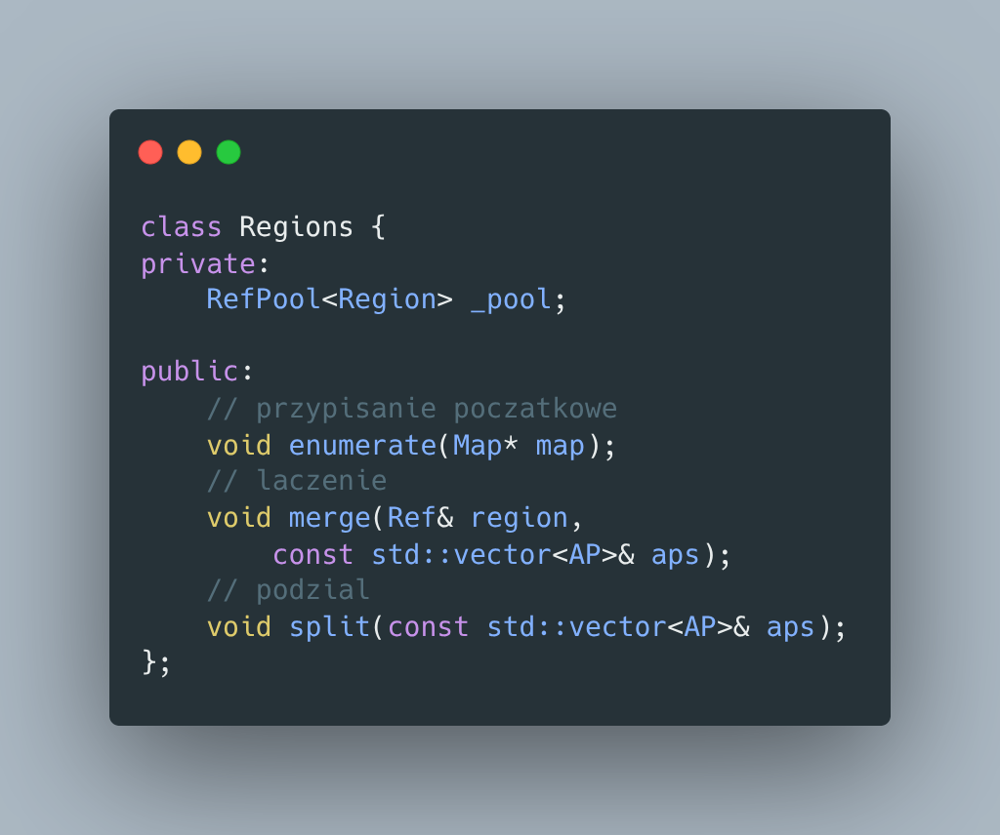 class Regions {
private:
    RefPool<Region> _pool;

public:
    // przypisanie poczatkowe
    void enumerate(Map* map);
    // laczenie
    void merge(Ref& region,
        const std::vector<AP>& aps);
    // podzial
    void split(const std::vector<AP>& aps);
};